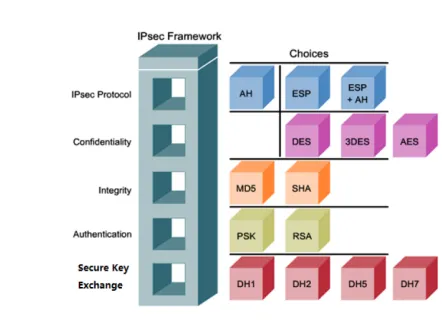 IPsec Framework
Choices
IPsec Protocol
AH
ESP
ESP
+ AH
Confidentiality
DES
3DES
AES
Integrity
MD5
SHA
Authentication
PSK
RSA
Secure Key
Exchange
DH1
DH2
DH5
DH7